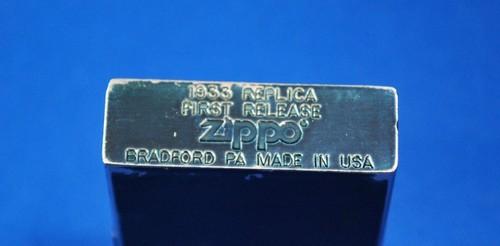 1933 REPLICA
FIRST RELEASE
Zippo®
BRADFORD PA MADE IN USA